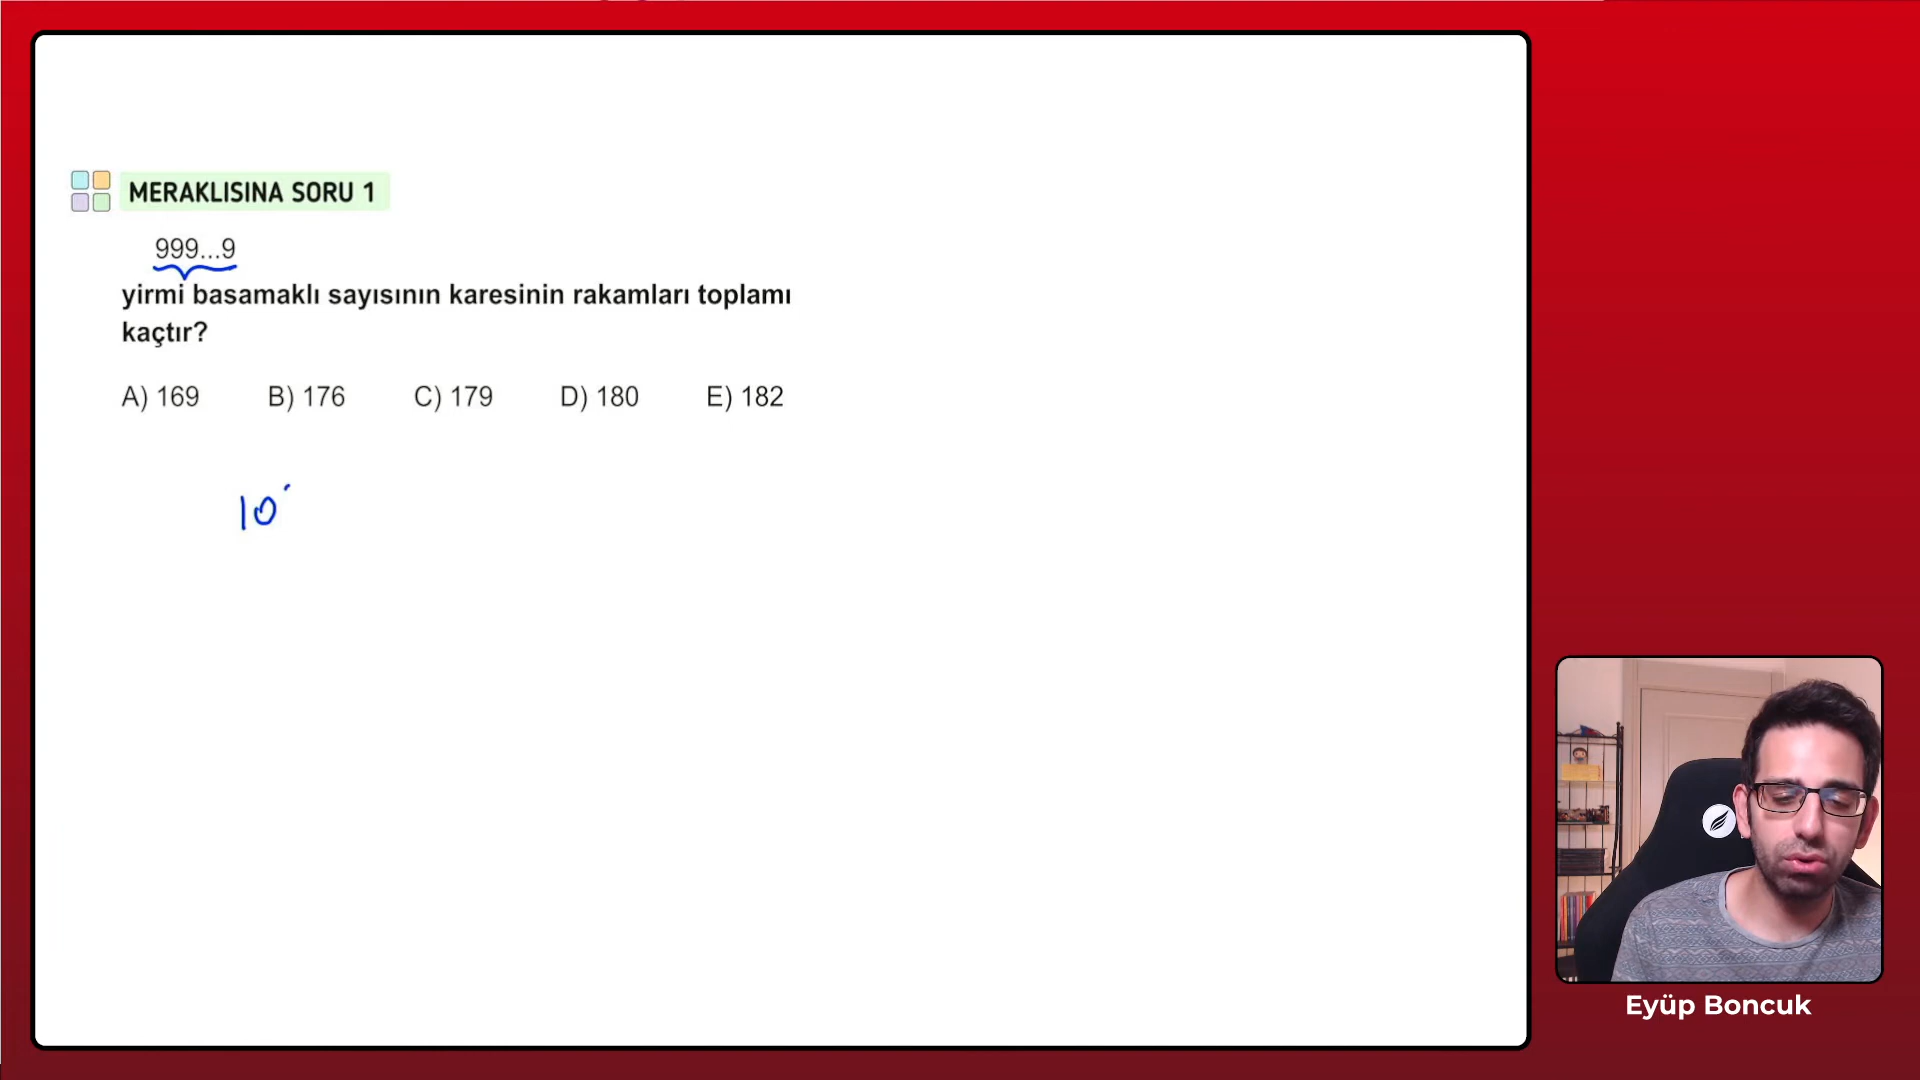 MERAKLISINA SORU 1
999...9
yirmi basamaklı sayısının karesinin rakamları toplamı
kaçtır?
A) 169 B) 176 C) 179 D) 180 E) 182
10
Eyüp Boncuk